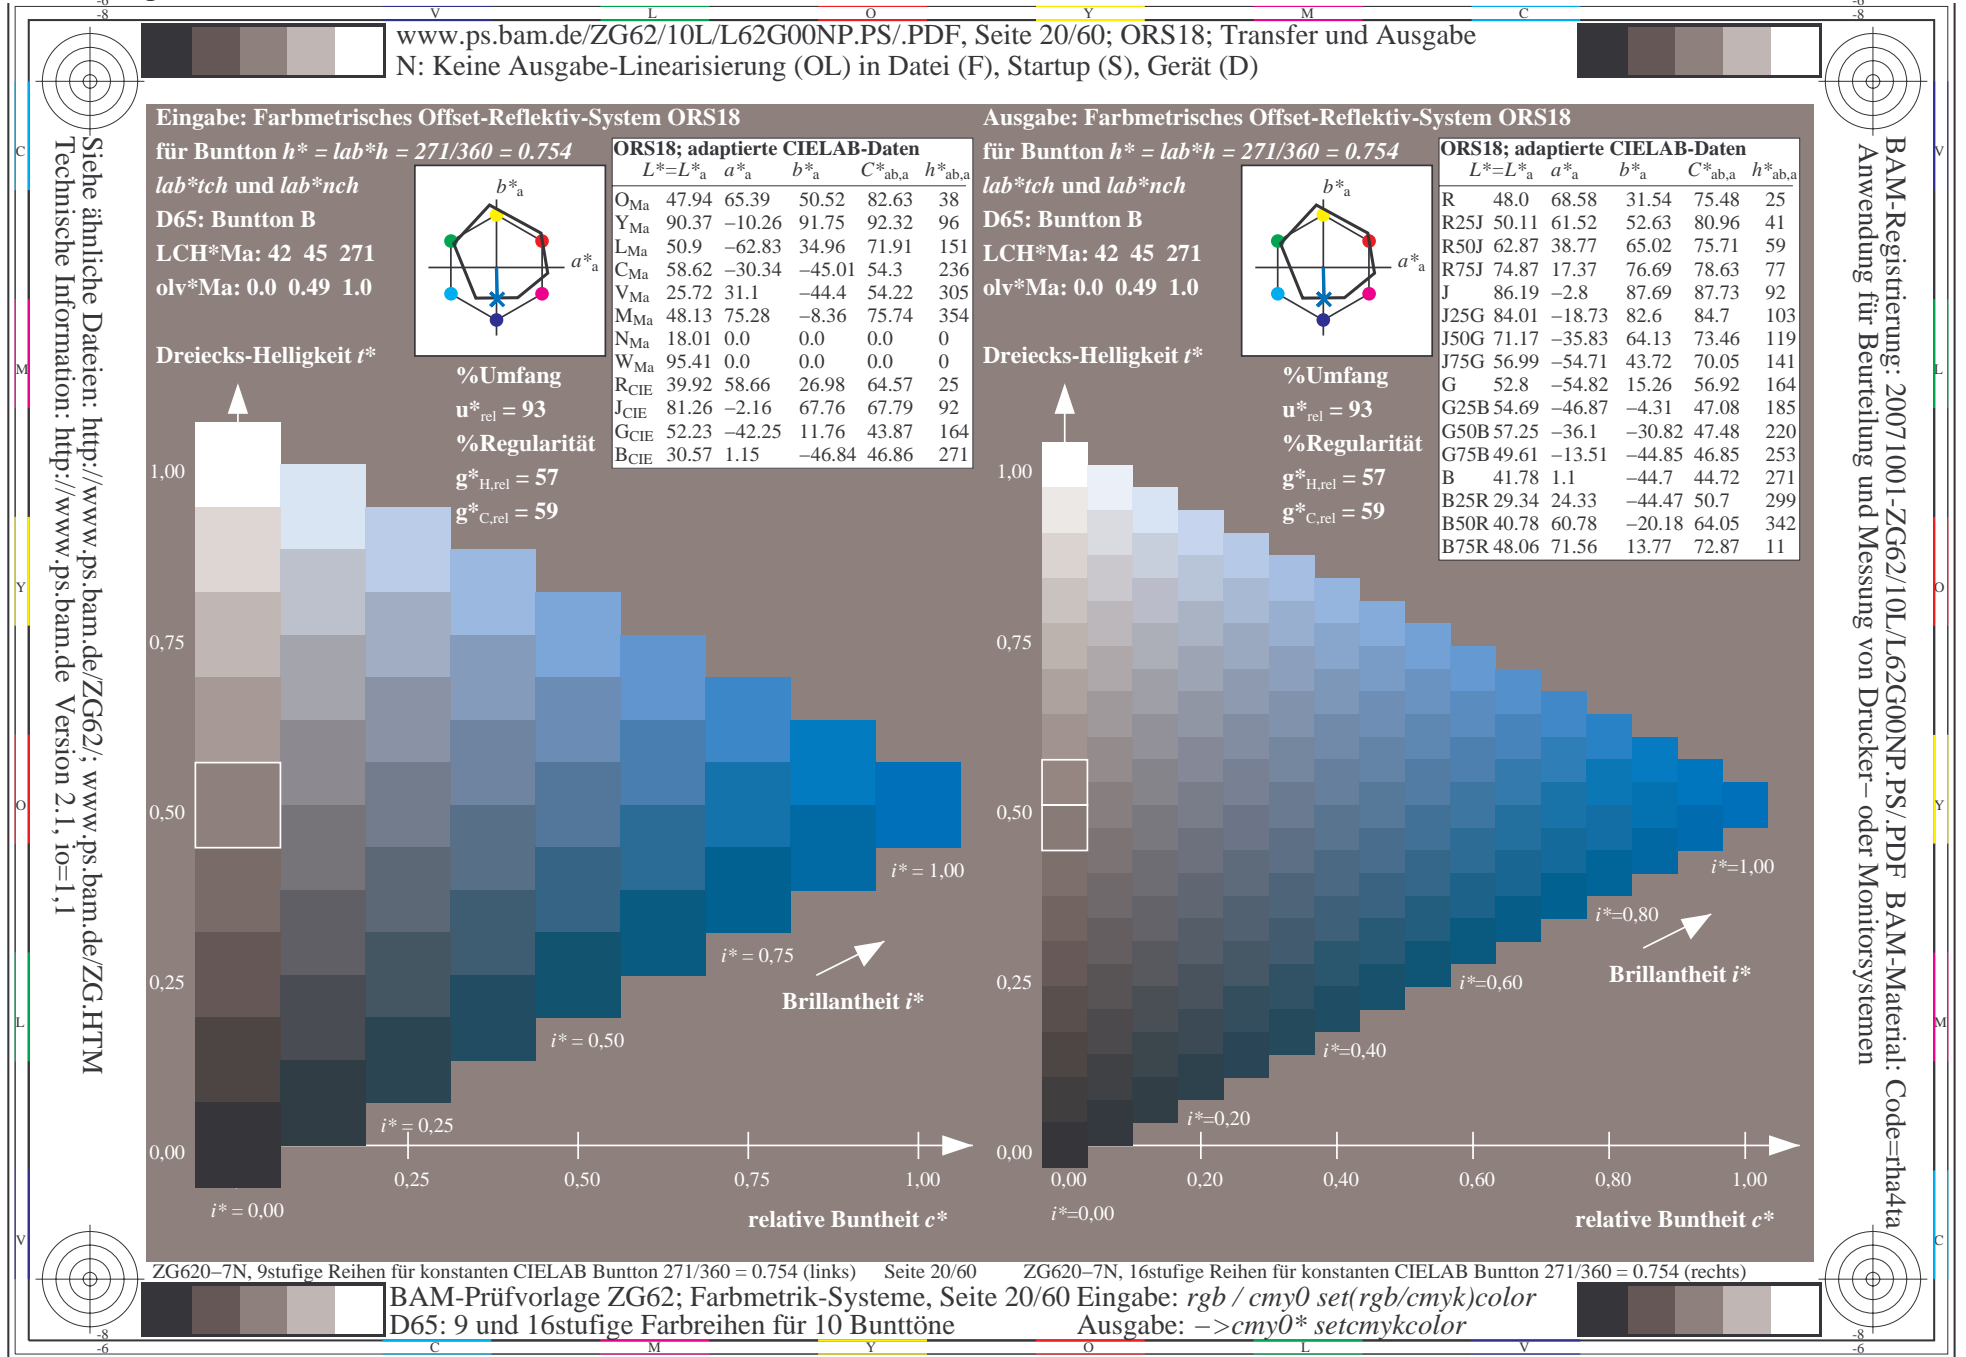 -6
-8
V L O Y M C
-6
-8
www.ps.bam.de/ZG62/10L/L62G00NP.PS/.PDF, Seite 20/60; ORS18; Transfer und Ausgabe
N: Keine Ausgabe-Linearisierung (OL) in Datei (F), Startup (S), Gerät (D)
Siehe ähnliche Dateien: http://www.ps.bam.de/ZG62/; www.ps.bam.de/ZG.HTM
Technische Information: http://www.ps.bam.de Version 2.1, io=1,1
C
M
Y
O
L
V
Eingabe: Farbmetrisches Offset-Reflektiv-System ORS18
für Buntton h* = lab*h = 271/360 = 0.754
lab*tch und lab*nch
D65: Buntton B
LCH*Ma: 42 45 271
olv*Ma: 0.0 0.49 1.0
Dreiecks-Helligkeit t*
b*a
a*a
ORS18; adaptierte CIELAB-Daten
L*=L*a a*a b*a C*ab,a h*ab,a
OMa 47.94 65.39 50.52 82.63 38
YMa 90.37 −10.26 91.75 92.32 96
LMa 50.9 −62.83 34.96 71.91 151
CMa 58.62 −30.34 −45.01 54.3 236
VMa 25.72 31.1 −44.4 54.22 305
MMa 48.13 75.28 −8.36 75.74 354
NMa 18.01 0.0 0.0 0.0 0
WMa 95.41 0.0 0.0 0.0 0
RCIE 39.92 58.66 26.98 64.57 25
JCIE 81.26 −2.16 67.76 67.79 92
GCIE 52.23 −42.25 11.76 43.87 164
BCIE 30.57 1.15 −46.84 46.86 271
%Umfang
u*rel = 93
%Regularität
g*H,rel = 57
g*C,rel = 59
1,00
0,75
0,50
0,25
0,00
i* = 1,00
i* = 0,75
Brillantheit i*
i* = 0,50
i* = 0,25
i* = 0,00
0,25 0,50 0,75 1,00
relative Buntheit c*
Ausgabe: Farbmetrisches Offset-Reflektiv-System ORS18
für Buntton h* = lab*h = 271/360 = 0.754
lab*tch und lab*nch
D65: Buntton B
LCH*Ma: 42 45 271
olv*Ma: 0.0 0.49 1.0
Dreiecks-Helligkeit t*
b*a
a*a
ORS18; adaptierte CIELAB-Daten
L*=L*a a*a b*a C*ab,a h*ab,a
R 48.0 68.58 31.54 75.48 25
R25J 50.11 61.52 52.63 80.96 41
R50J 62.87 38.77 65.02 75.71 59
R75J 74.87 17.37 76.69 78.63 77
J 86.19 −2.8 87.69 87.73 92
J25G 84.01 −18.73 82.6 84.7 103
J50G 71.17 −35.83 64.13 73.46 119
J75G 56.99 −54.71 43.72 70.05 141
G 52.8 −54.82 15.26 56.92 164
G25B 54.69 −46.87 −4.31 47.08 185
G50B 57.25 −36.1 −30.82 47.48 220
G75B 49.61 −13.51 −44.85 46.85 253
B 41.78 1.1 −44.7 44.72 271
B25R 29.34 24.33 −44.47 50.7 299
B50R 40.78 60.78 −20.18 64.05 342
B75R 48.06 71.56 13.77 72.87 11
%Umfang
u*rel = 93
%Regularität
g*H,rel = 57
g*C,rel = 59
1,00
0,75
0,50
0,25
0,00
i*=1,00
i*=0,80
Brillantheit i*
i*=0,60
i*=0,40
i*=0,20
i*=0,00
0,00 0,20 0,40 0,60 0,80 1,00
relative Buntheit c*
BAM-Registrierung: 20071001-ZG62/10L/L62G00NP.PS/.PDF BAM-Material: Code=rha4ta
Anwendung für Beurteilung und Messung von Drucker− oder Monitorsystemen
V
L
O
Y
M
C
ZG620−7N, 9stufige Reihen für konstanten CIELAB Buntton 271/360 = 0.754 (links) Seite 20/60
ZG620−7N, 16stufige Reihen für konstanten CIELAB Buntton 271/360 = 0.754 (rechts)
BAM-Prüfvorlage ZG62; Farbmetrik-Systeme, Seite 20/60
D65: 9 und 16stufige Farbreihen für 10 Bunttöne
Eingabe: rgb / cmy0 set(rgb/cmyk)color
Ausgabe: −>cmy0* setcmykcolor
-8
-6
C M Y O L V
-8
-6